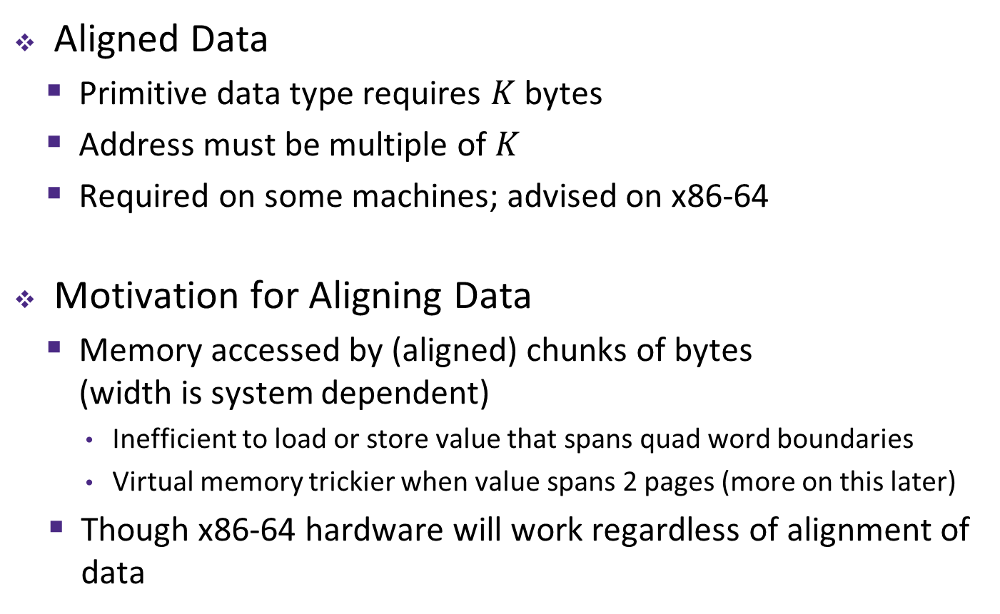 Aligned Data
Primitive data type requires K bytes
Address must be multiple of K
Required on some machines; advised on x86-64
Motivation for Aligning Data
Memory accessed by (aligned) chunks of bytes
(width is system dependent)
Inefficient to load or store value that spans quad word boundaries
Virtual memory trickier when value spans 2 pages (more on this later)
Though x86-64 hardware will work regardless of alignment of
data